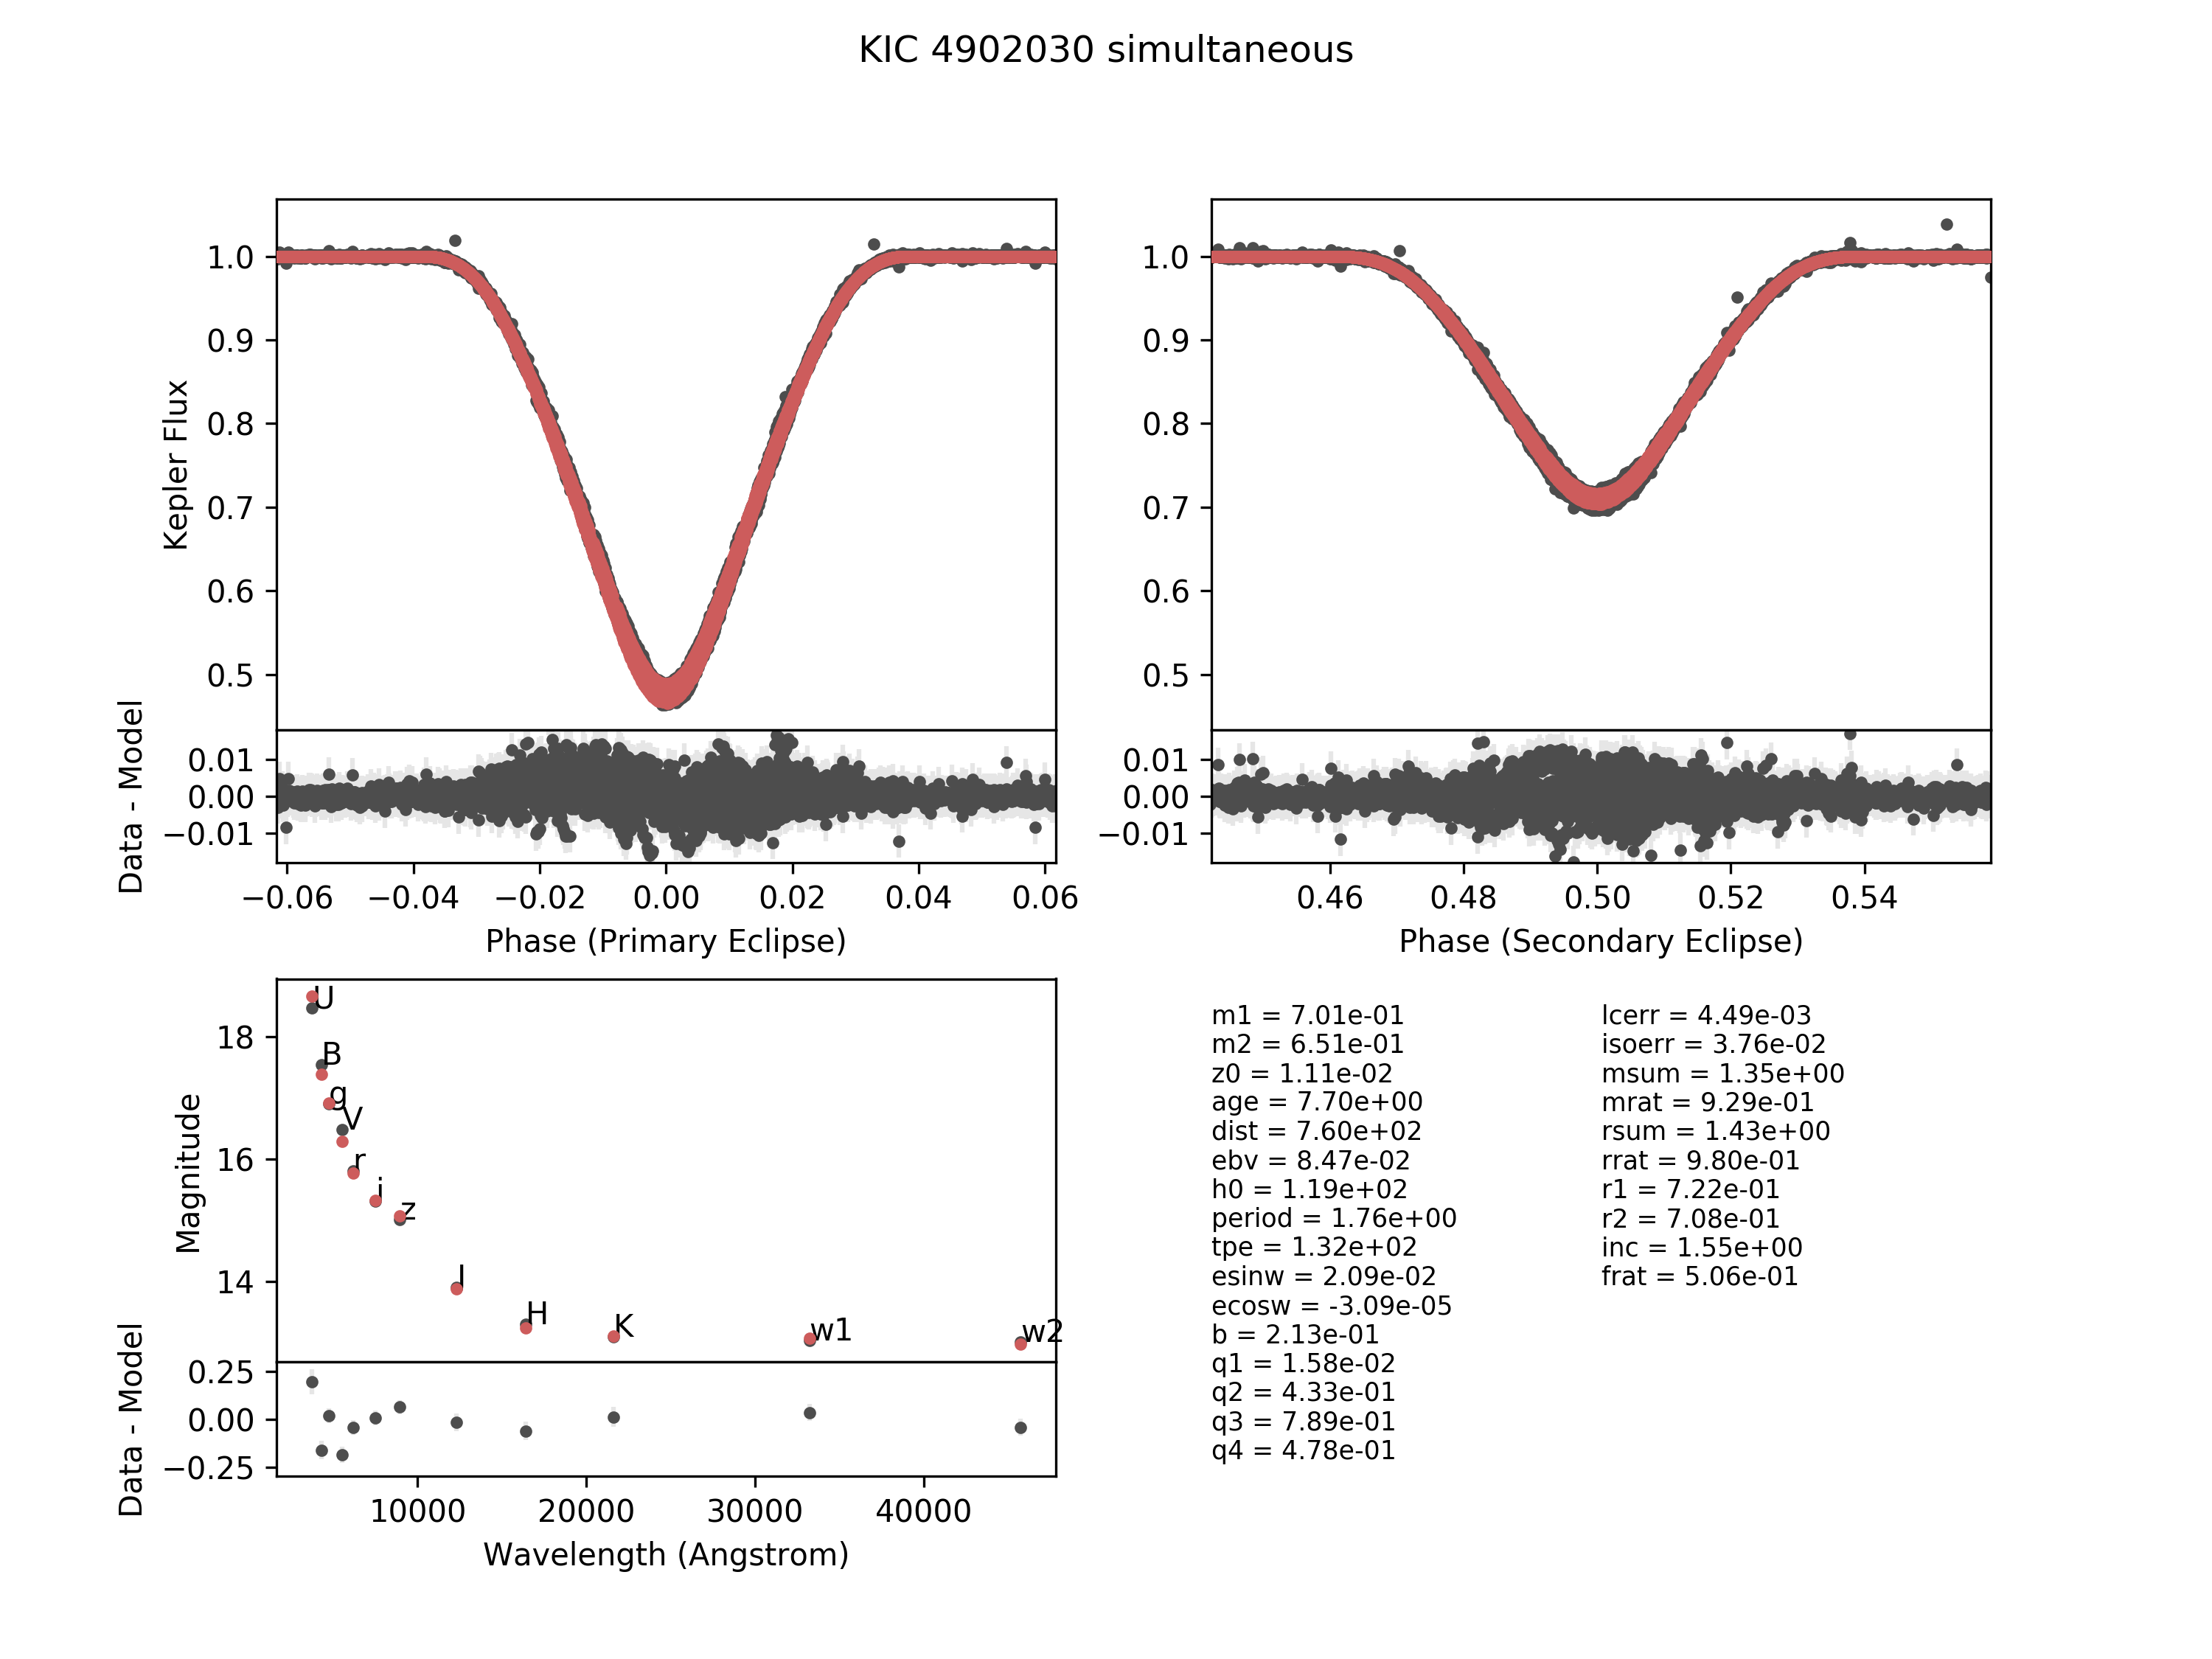 KIC 4902030 simultaneous
Kepler Flux
1.0
0.9
0.8
0.7
0.6
0.5
Data - Model
0.01
0.00
−0.01
−0.06 −0.04 −0.02 0.00 0.02 0.04 0.06
Phase (Primary Eclipse)
1.0
0.9
0.8
0.7
0.6
0.5
0.01
0.00
−0.01
0.46 0.48 0.50 0.52 0.54
Phase (Secondary Eclipse)
Magnitude
18
16
14
U
B
g
V
r
i
z
J
H
K
w1
w2
Data - Model
0.25
0.00
−0.25
10000 20000 30000 40000
Wavelength (Angstrom)
m1 = 7.01e-01
m2 = 6.51e-01
z0 = 1.11e-02
age = 7.70e+00
dist = 7.60e+02
ebv = 8.47e-02
h0 = 1.19e+02
period = 1.76e+00
tpe = 1.32e+02
esinw = 2.09e-02
ecosw = -3.09e-05
b = 2.13e-01
q1 = 1.58e-02
q2 = 4.33e-01
q3 = 7.89e-01
q4 = 4.78e-01
lcerr = 4.49e-03
isoerr = 3.76e-02
msum = 1.35e+00
mrat = 9.29e-01
rsum = 1.43e+00
rrat = 9.80e-01
r1 = 7.22e-01
r2 = 7.08e-01
inc = 1.55e+00
frat = 5.06e-01